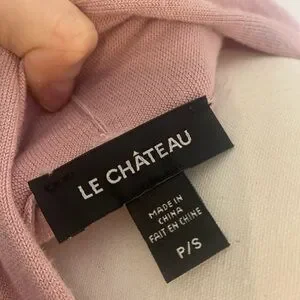 LE CHÂTEAU
MADE IN
CHINA
FAIT EN CHINE
P/S